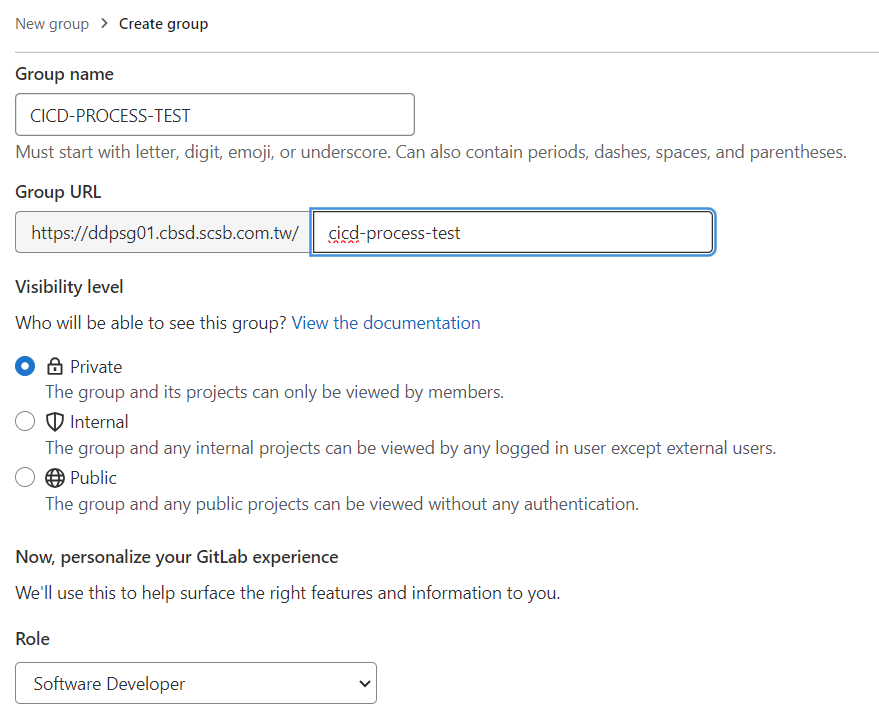 New group > Create group
Group name
CICD-PROCESS-TEST
Must start with letter, digit, emoji, or underscore. Can also contain periods, dashes, spaces, and parentheses.
Group URL
https://ddpsg01.cbsd.scsb.com.tw/ cicd-process-test
Visibility level
Who will be able to see this group? View the documentation
Private
The group and its projects can only be viewed by members.
Internal
The group and any internal projects can be viewed by any logged in user except external users.
Public
The group and any public projects can be viewed without any authentication.
Now, personalize your GitLab experience
We'll use this to help surface the right features and information to you.
Role
Software Developer